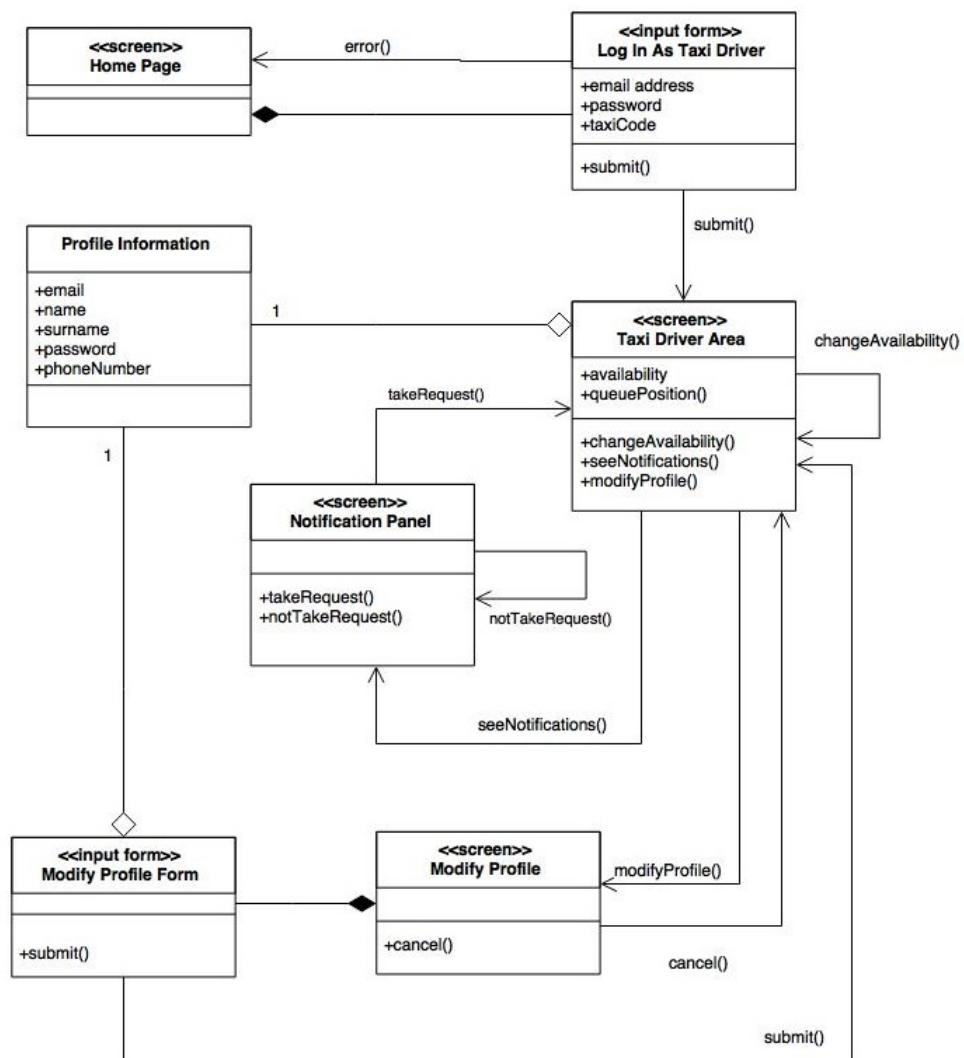 <<screen>>
Home Page
error()
<<input form>>
Log In As Taxi Driver
+email address
+password
+taxiCode
+submit()
submit()
Profile Information
+email
+name
+surname
+password
+phoneNumber
1
1
<<screen>>
Taxi Driver Area
+availability
+queuePosition()
+changeAvailability()
+seeNotifications()
+modifyProfile()
changeAvailability()
takeRequest()
<<screen>>
Notification Panel
+takeRequest()
+notTakeRequest()
notTakeRequest()
seeNotifications()
<<input form>>
Modify Profile Form
+submit()
<<screen>>
Modify Profile
+cancel()
modifyProfile()
cancel()
submit()